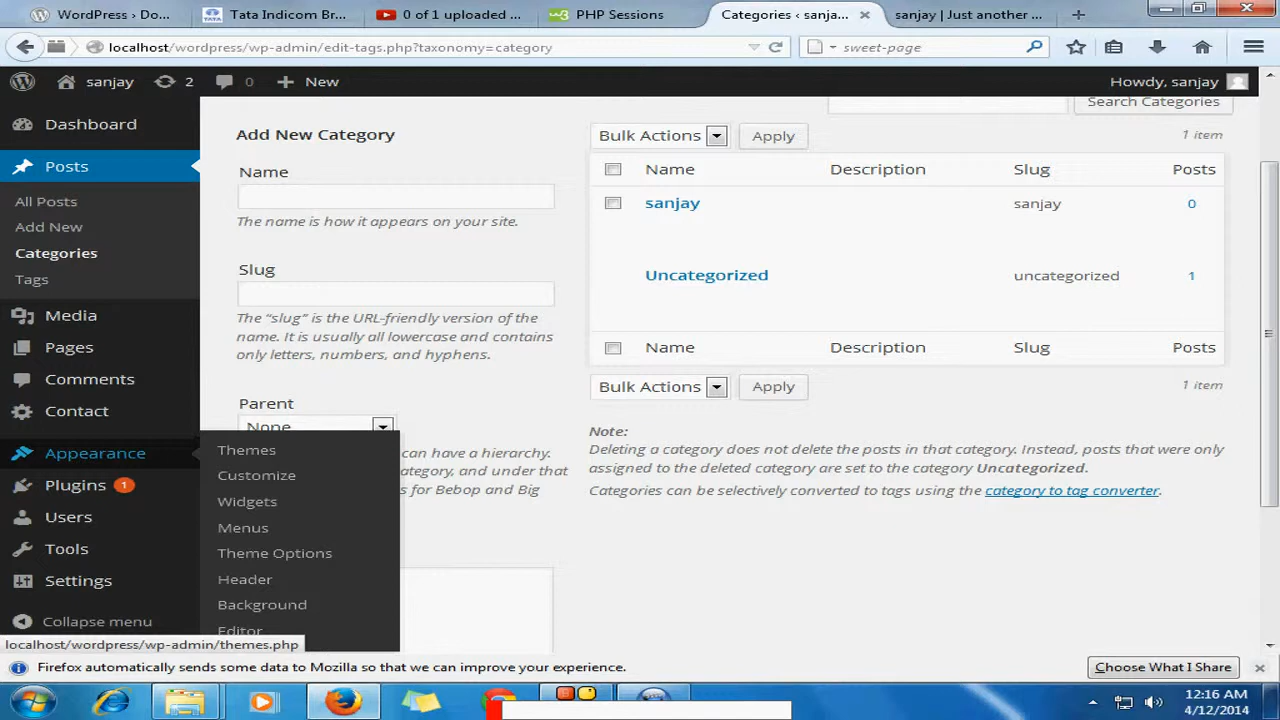 WordPress › Do...
Tata Indicom Br...
0 of 1 uploaded ...
PHP Sessions
Categories ‹ sanja...
sanjay | Just another ...
localhost/wordpress/wp-admin/edit-tags.php?taxonomy=category
sweet-page
sanjay
2
0
New
Howdy, sanjay
Dashboard
Posts
All Posts
Add New
Categories
Tags
Media
Pages
Comments
Contact
Appearance
Plugins 1
Users
Tools
Settings
Collapse menu
Themes
Customize
Widgets
Menus
Theme Options
Header
Background
Editor
localhost/wordpress/wp-admin/themes.php
Add New Category
Name
The name is how it appears on your site.
Slug
The “slug” is the URL-friendly version of the
name. It is usually all lowercase and contains
only letters, numbers, and hyphens.
Parent
None
can have a hierarchy.
category, and under that
s for Bebop and Big
Search Categories
Bulk Actions
Apply
1 item
Name Description Slug Posts
sanjay sanjay 0
Uncategorized uncategorized 1
Name Description Slug Posts
Bulk Actions
Apply
1 item
Note:
Deleting a category does not delete the posts in that category. Instead, posts that were only
assigned to the deleted category are set to the category Uncategorized.
Categories can be selectively converted to tags using the category to tag converter.
Firefox automatically sends some data to Mozilla so that we can improve your experience.
Choose What I Share
12:16 AM
4/12/2014